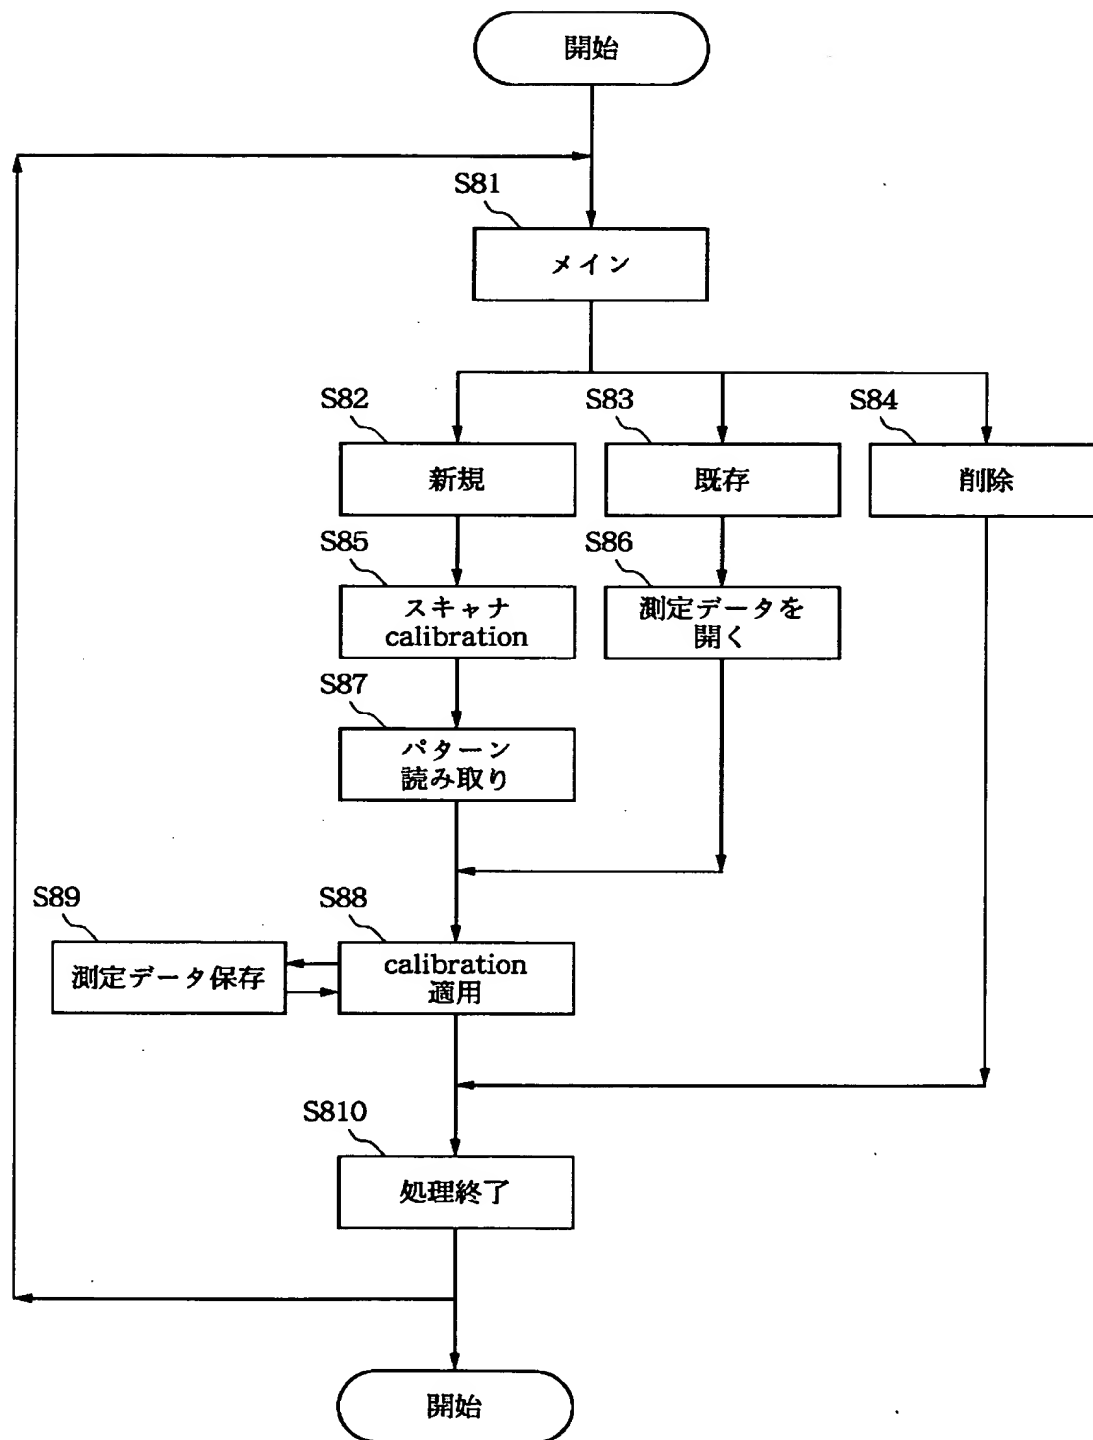 開始
S81
メイン
S82
新規
S83
既存
S84
削除
S85
スキャナ
calibration
S86
測定データを
開く
S87
パターン
読み取り
S89
測定データ保存
S88
calibration
適用
S810
処理終了
開始